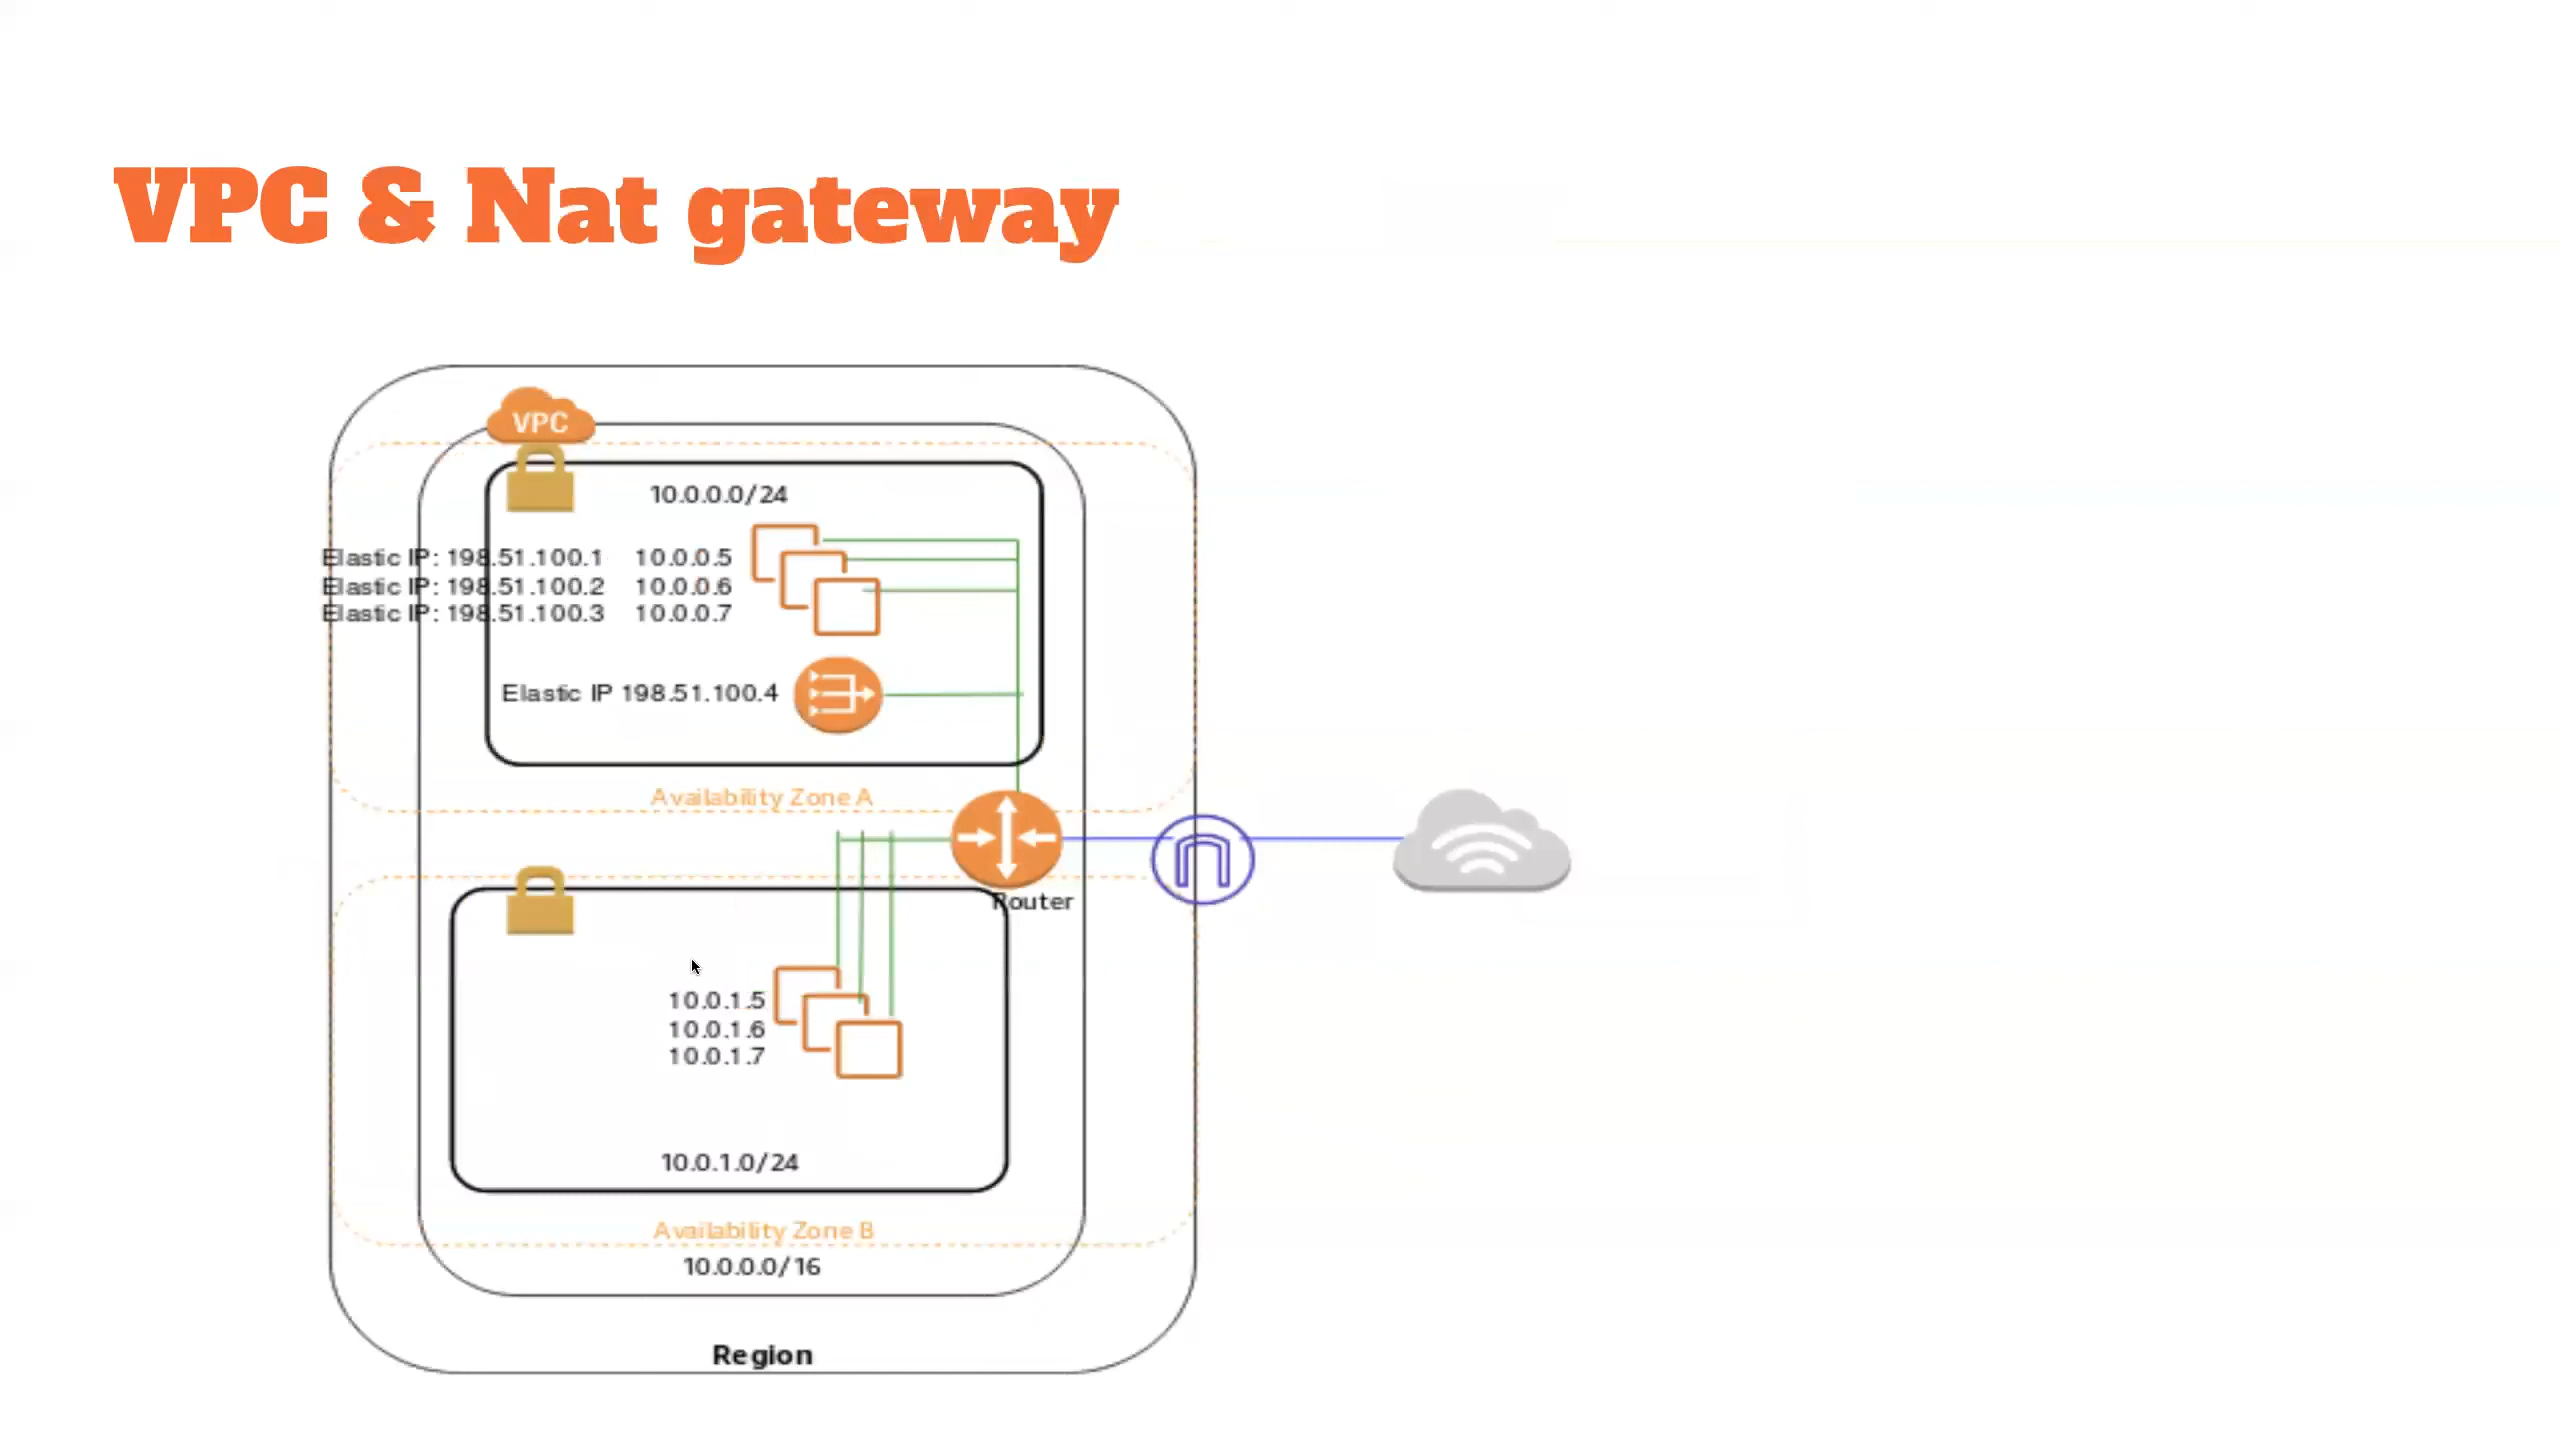 VPC & Nat gateway
VPC
10.0.0.0/24
Elastic IP: 198.51.100.1 10.0.0.5
Elastic IP: 198.51.100.2 10.0.0.6
Elastic IP: 198.51.100.3 10.0.0.7
Elastic IP 198.51.100.4
Availability Zone A
Router
10.0.1.5
10.0.1.6
10.0.1.7
10.0.1.0/24
Availability Zone B
10.0.0.0/16
Region